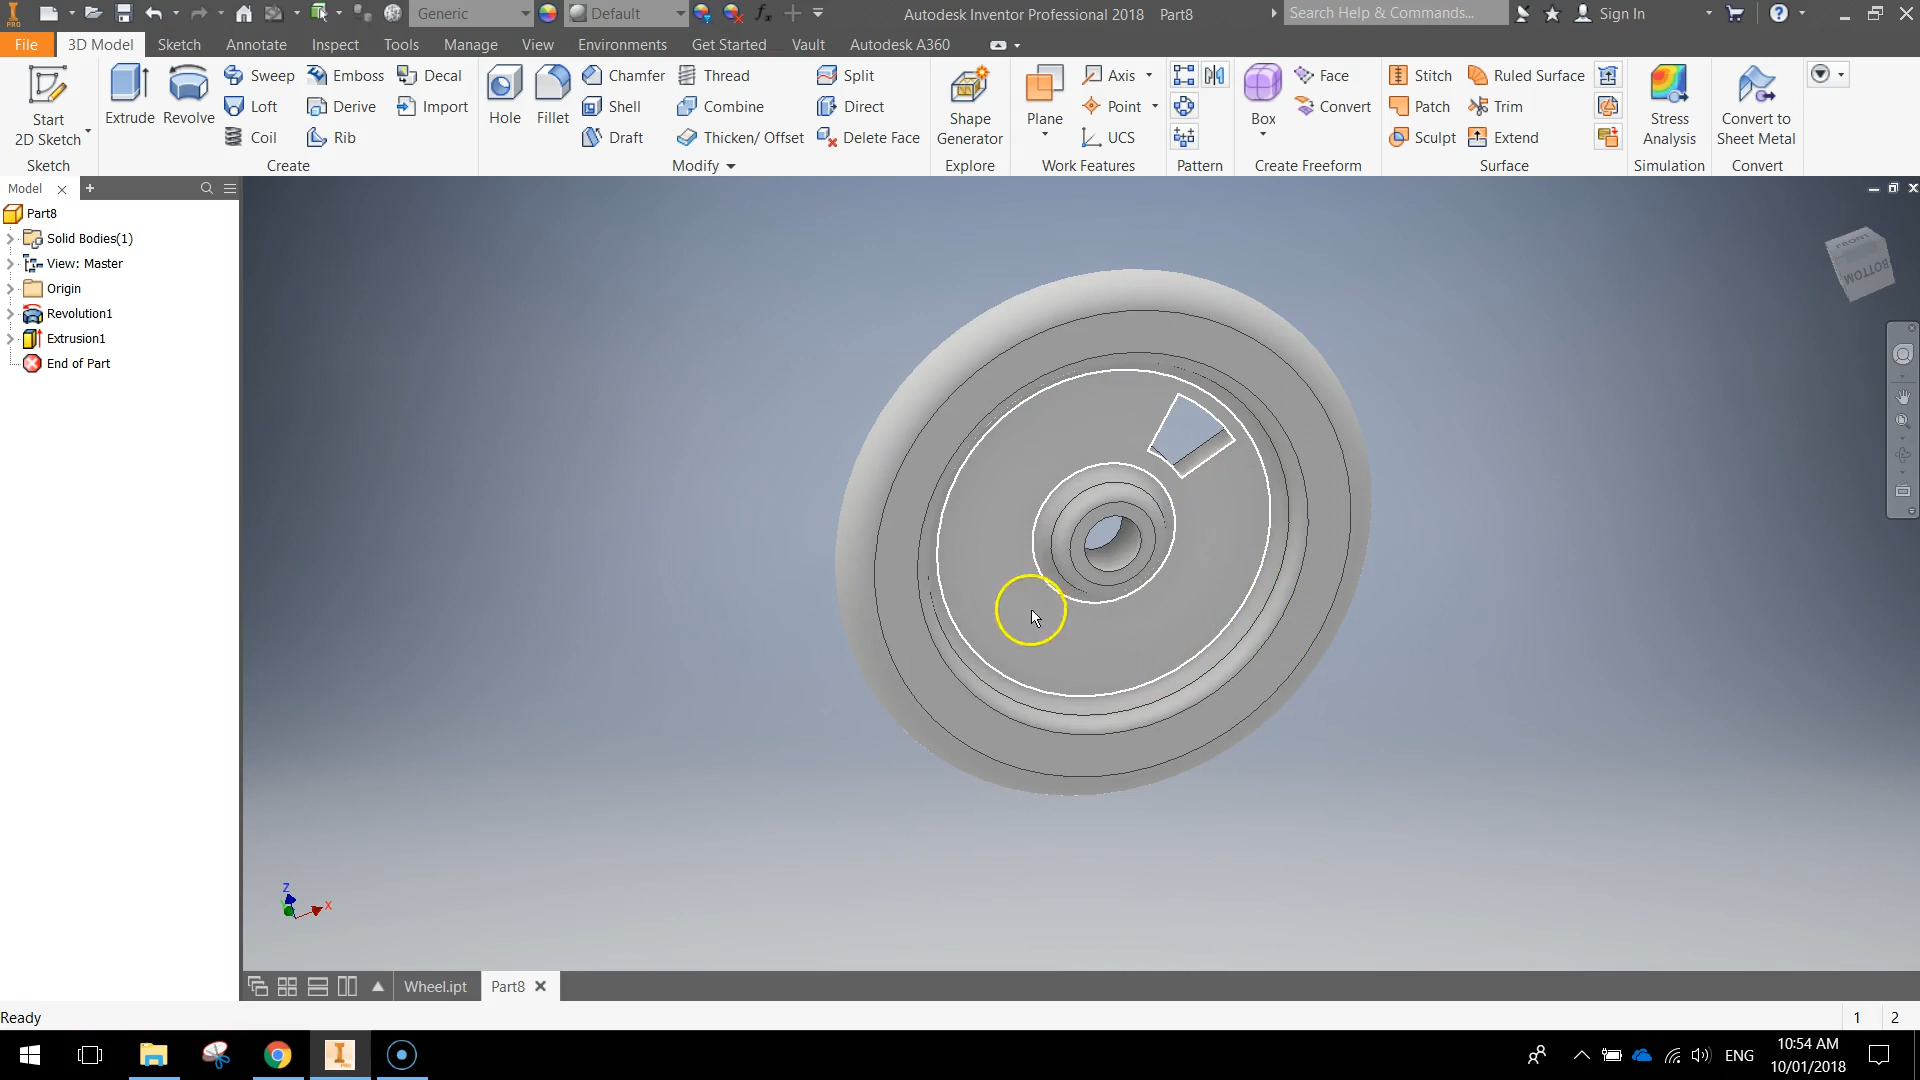 PRO
Generic
Default
Autodesk Inventor Professional 2018 Part8
Search Help & Commands...
Sign In
File
3D Model
Sketch
Annotate
Inspect
Tools
Manage
View
Environments
Get Started
Vault
Autodesk A360
Start
2D Sketch
Extrude
Revolve
Sweep
Loft
Coil
Emboss
Derive
Rib
Decal
Import
Hole
Fillet
Chamfer
Shell
Draft
Thread
Combine
Thicken/ Offset
Split
Direct
Delete Face
Shape
Generator
Plane
Axis
Point
UCS
Box
Face
Convert
Stitch
Patch
Sculpt
Ruled Surface
Trim
Extend
Stress
Analysis
Convert to
Sheet Metal
Sketch
Create
Modify
Explore
Work Features
Pattern
Create Freeform
Surface
Simulation
Convert
Model
Part8
Solid Bodies(1)
View: Master
Origin
Revolution1
Extrusion1
End of Part
FRONT
BOTTOM
Z
X
Wheel.ipt
Part8
Ready
1 2
ENG
10:54 AM
10/01/2018